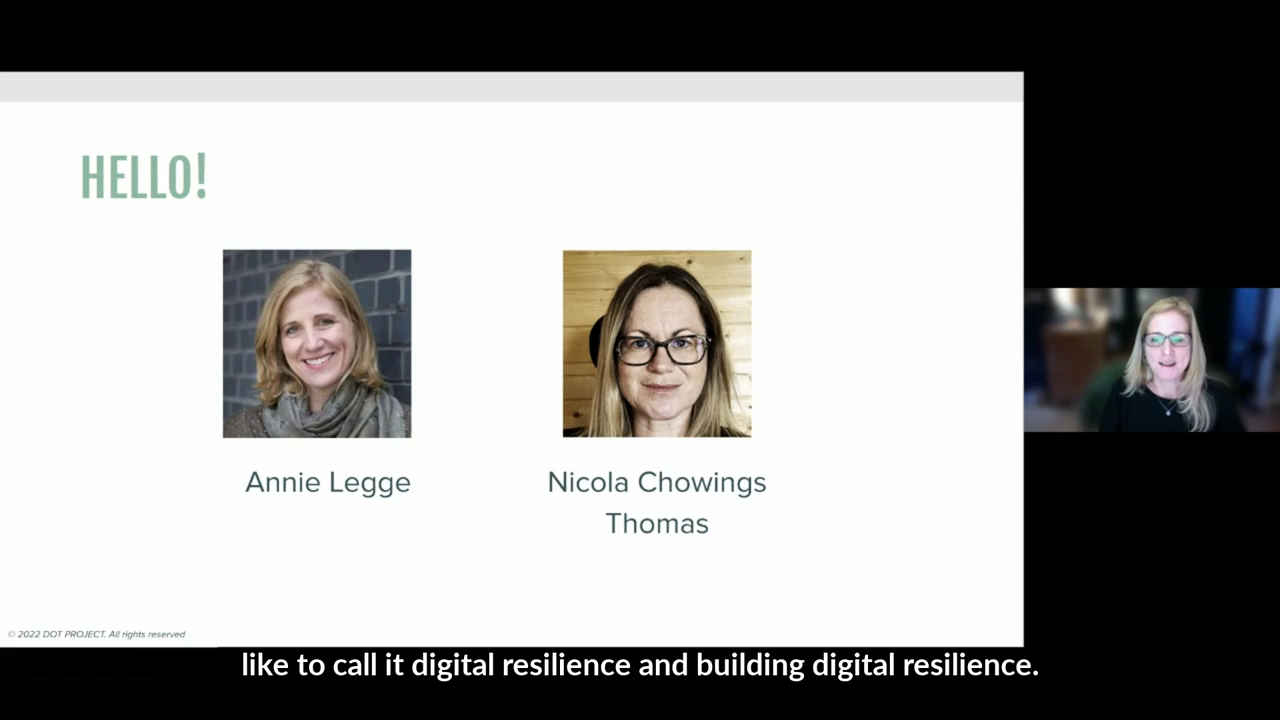 HELLO!
Annie Legge
Nicola Chowings
Thomas
© 2022 DOT PROJECT. All rights reserved
like to call it digital resilience and building digital resilience.